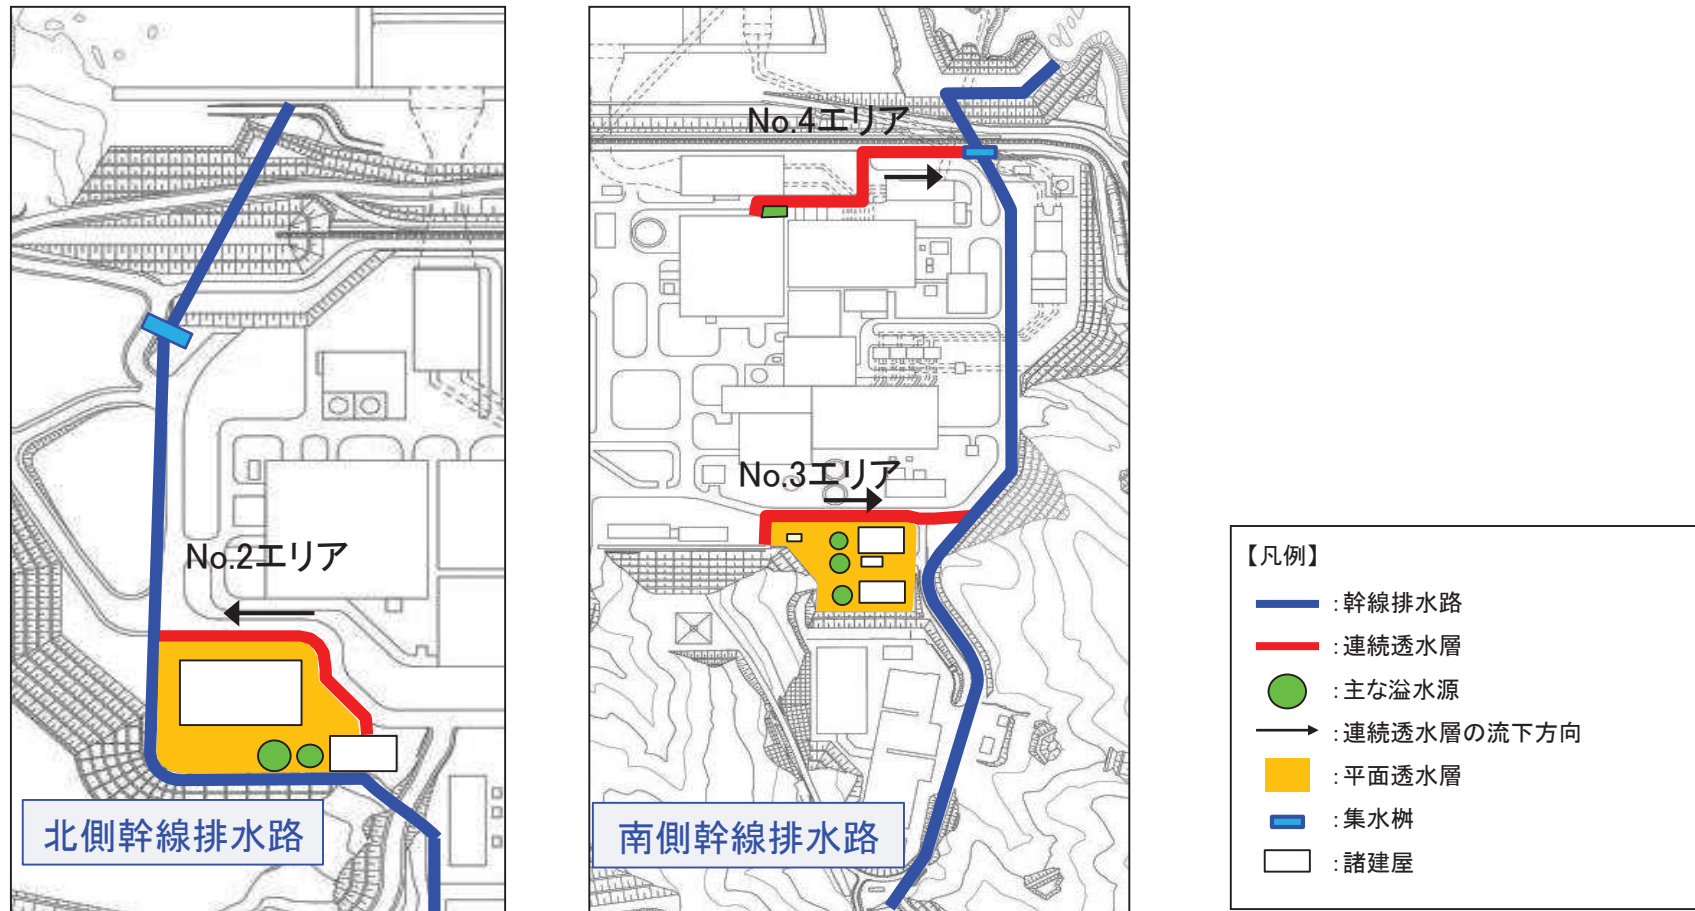 No.2エリア
北側幹線排水路
No.4エリア
No.3エリア
南側幹線排水路
【凡例】
：幹線排水路
：連続透水層
：主な溢水源
：連続透水層の流下方向
：平面透水層
：集水桝
：諸建屋